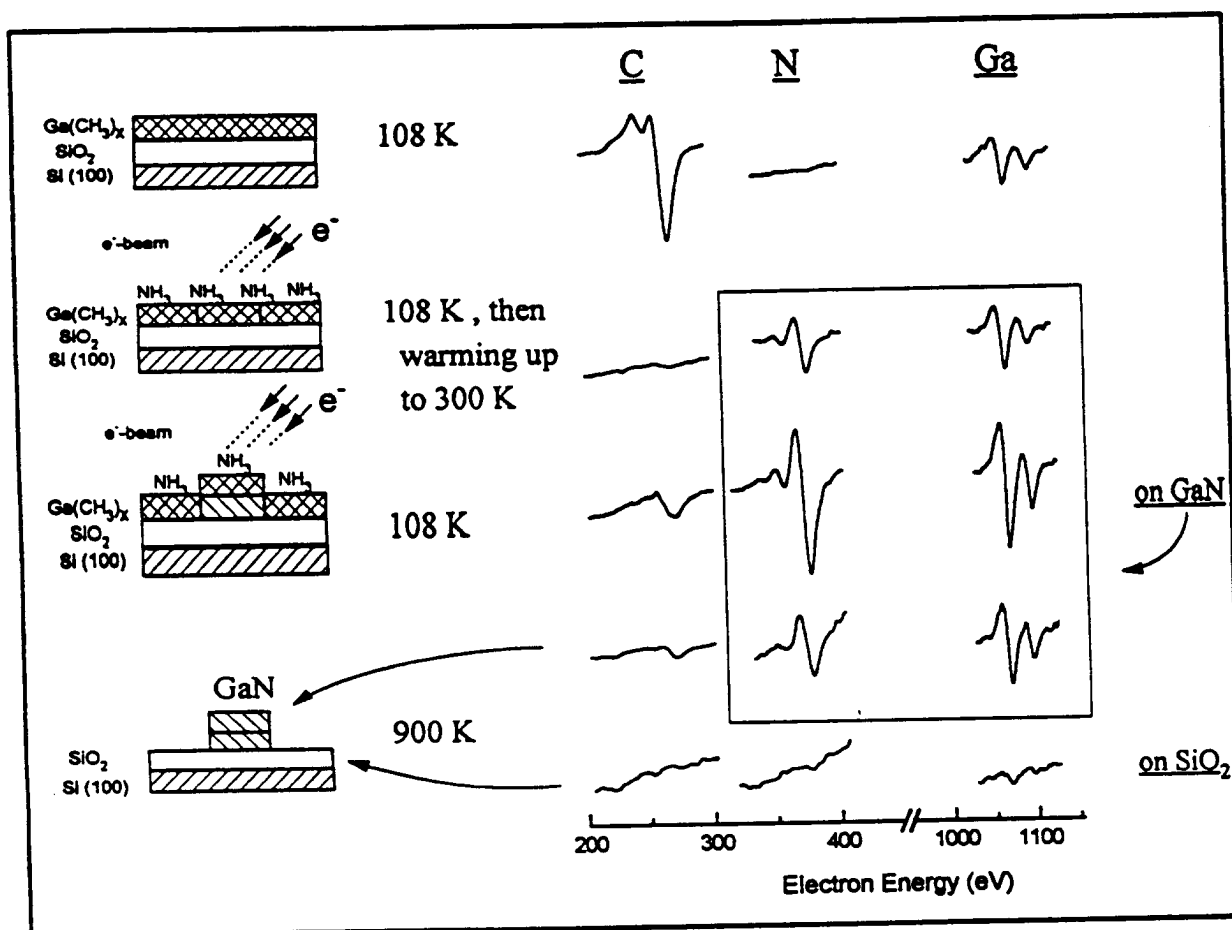 C N Ga
Ga(CH₃)ₓ
SiO₂
Si (100)
108 K
e⁻-beam
e⁻
NH₃ NH₃ NH₃ NH₃
Ga(CH₃)ₓ
SiO₂
Si (100)
108 K , then
warming up
to 300 K
e⁻-beam
e⁻
NH₃
NH₃ NH₃
Ga(CH₃)ₓ
SiO₂
Si (100)
108 K
on GaN
GaN
900 K
SiO₂
Si (100)
on SiO₂
200 300 400 1000 1100
Electron Energy (eV)